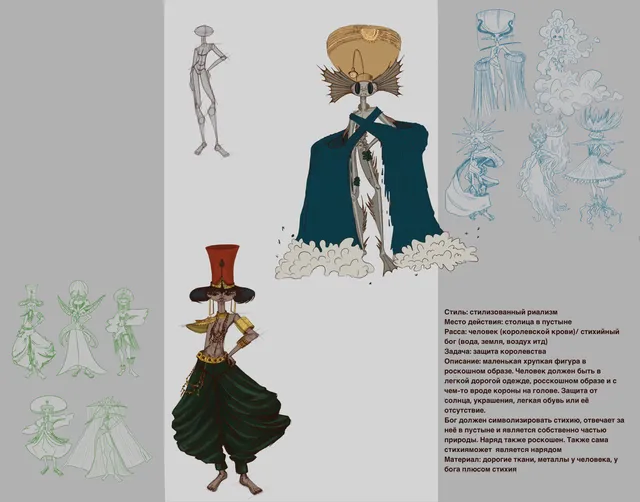 Стиль: стилизованный риализм
Место действия: столица в пустыне
Расса: человек (королевской крови)/ стихийный
бог (вода, земля, воздух итд)
Задача: защита королевства
Описание: маленькая хрупкая фигура в
роскошном образе. Человек должен быть в
легкой дорогой одежде, росскошном образе и с
чем-то вроде короны на голове. Защита от
солнца, украшения, легкая обувь или её
отсутствие.
Бог должен символизировать стихию, отвечает за
неё в пустыне и является собственно частью
природы. Наряд также роскошен. Также сама
стихияможет является нарядом
Материал: дорогие ткани, металлы у человека, у
бога плюсом стихия